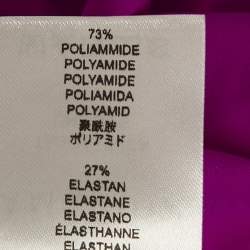 73%
POLIAMMIDE
POLYAMIDE
POLYAMIDE
POLIAMIDA
POLYAMID
聚酰胺
ポリアミド
27%
ELASTAN
ELASTANE
ELASTANO
ÉLASTHANNE
ELASTHAN